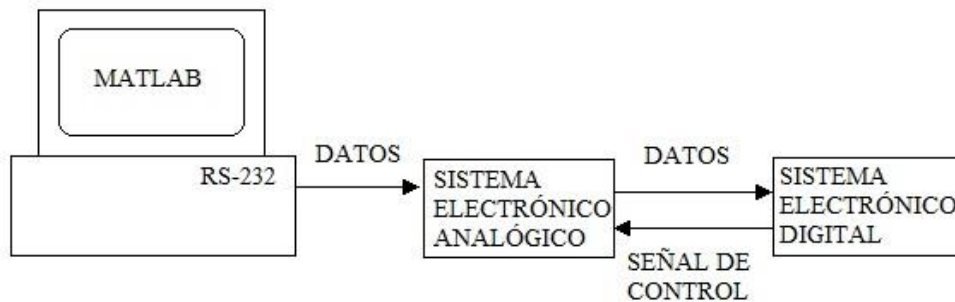 MATLAB
RS-232
DATOS
SISTEMA
ELECTRÓNICO
ANALÓGICO
DATOS
SISTEMA
ELECTRÓNICO
DIGITAL
SEÑAL DE
CONTROL